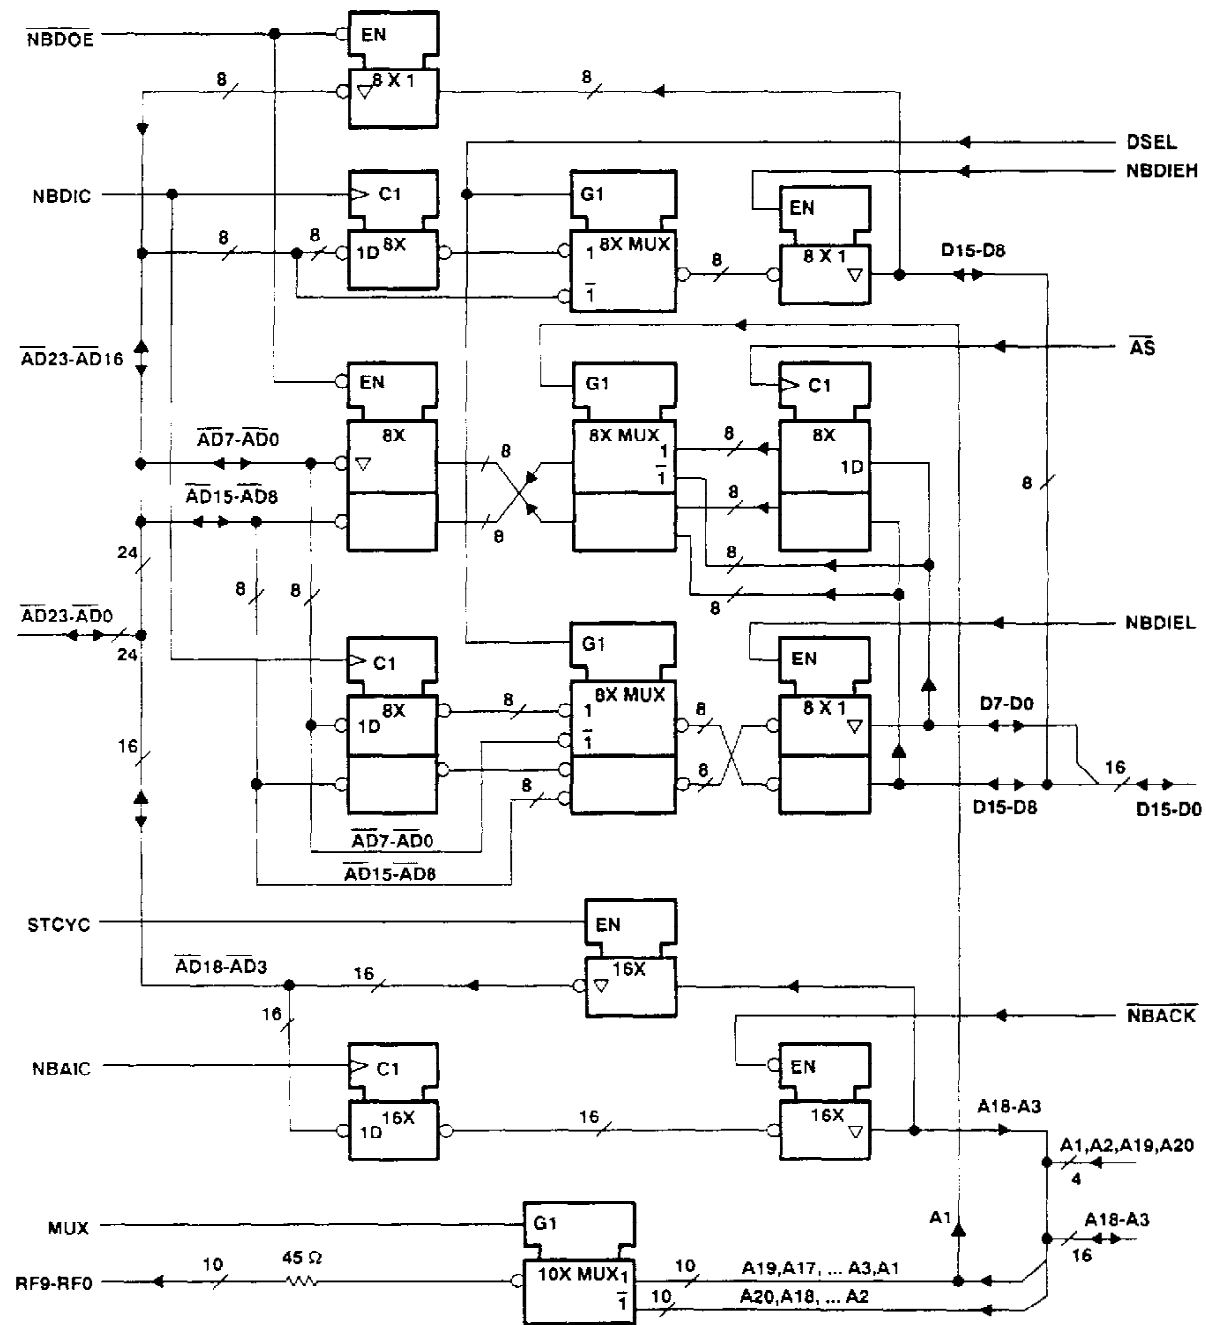 NBDOE
EN
8
8 X 1
8
DSEL
NBDIEH
NBDIC
C1
G1
EN
8
8
1D
8X
1
8X MUX
1
8
8 X 1
D15-D8
AD23-AD16
AS
EN
G1
C1
AD7-AD0
8X
8
8X MUX
1
1
8
8X
1D
AD15-AD8
8
8
8
24
8
8
8
8
AD23-AD0
24
NBDIEL
C1
G1
EN
8X
1D
8
8X MUX
1
1
8
8 X 1
D7-D0
16
8
8
16
D15-D8
D15-D0
AD7-AD0
AD15-AD8
STCYC
EN
AD18-AD3
16
16X
16
NBACK
NBAIC
C1
EN
1D
16X
16
16X
A18-A3
A1,A2,A19,A20
4
MUX
G1
A1
A18-A3
16
RF9-RF0
10
45 Ω
10X MUX
1
1
10
A19,A17, ... A3,A1
10
A20,A18, ... A2